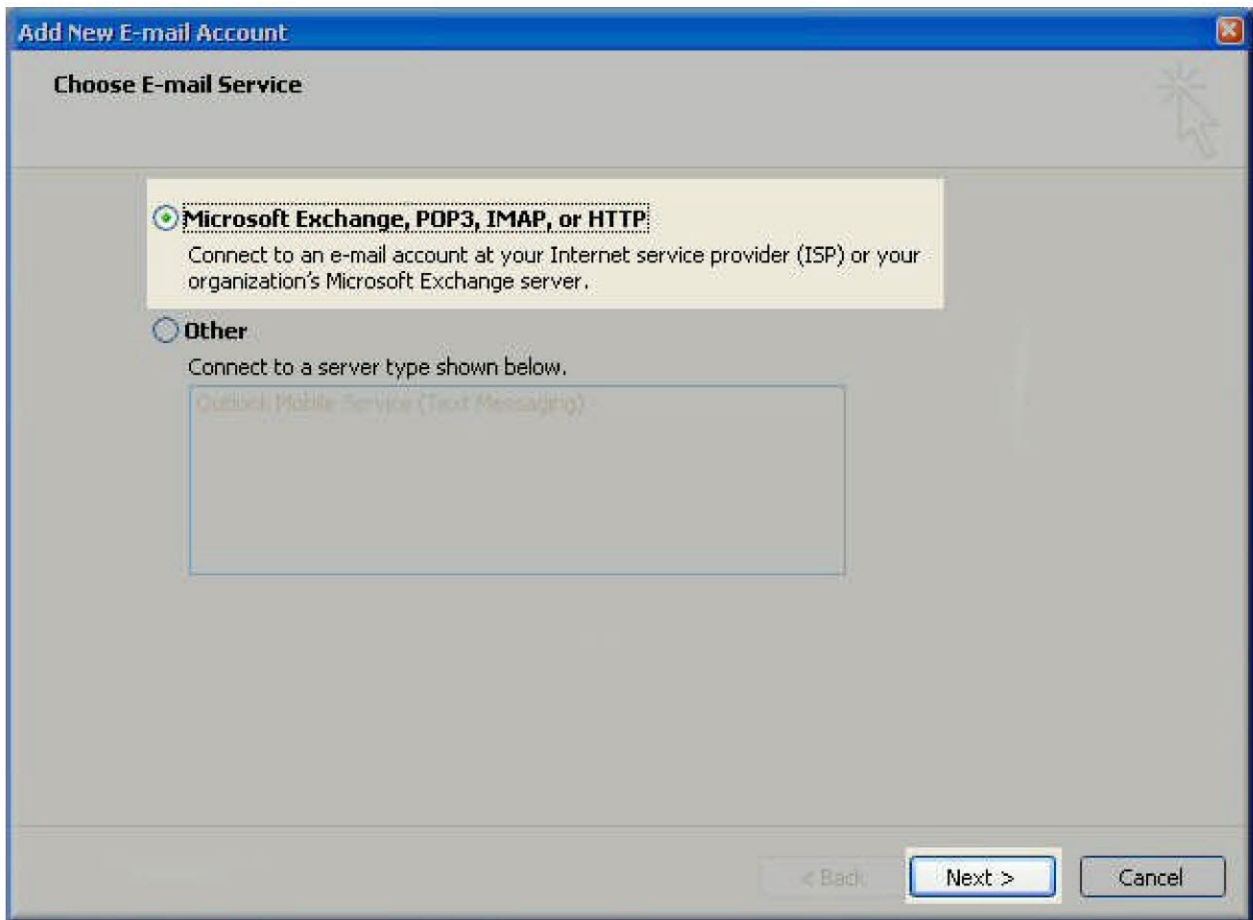 Add New E-mail Account
Choose E-mail Service
Microsoft Exchange, POP3, IMAP, or HTTP
Connect to an e-mail account at your Internet service provider (ISP) or your
organization's Microsoft Exchange server.
Other
Connect to a server type shown below.
Outlook Mobile Service (Text Messaging)
< Back
Next >
Cancel